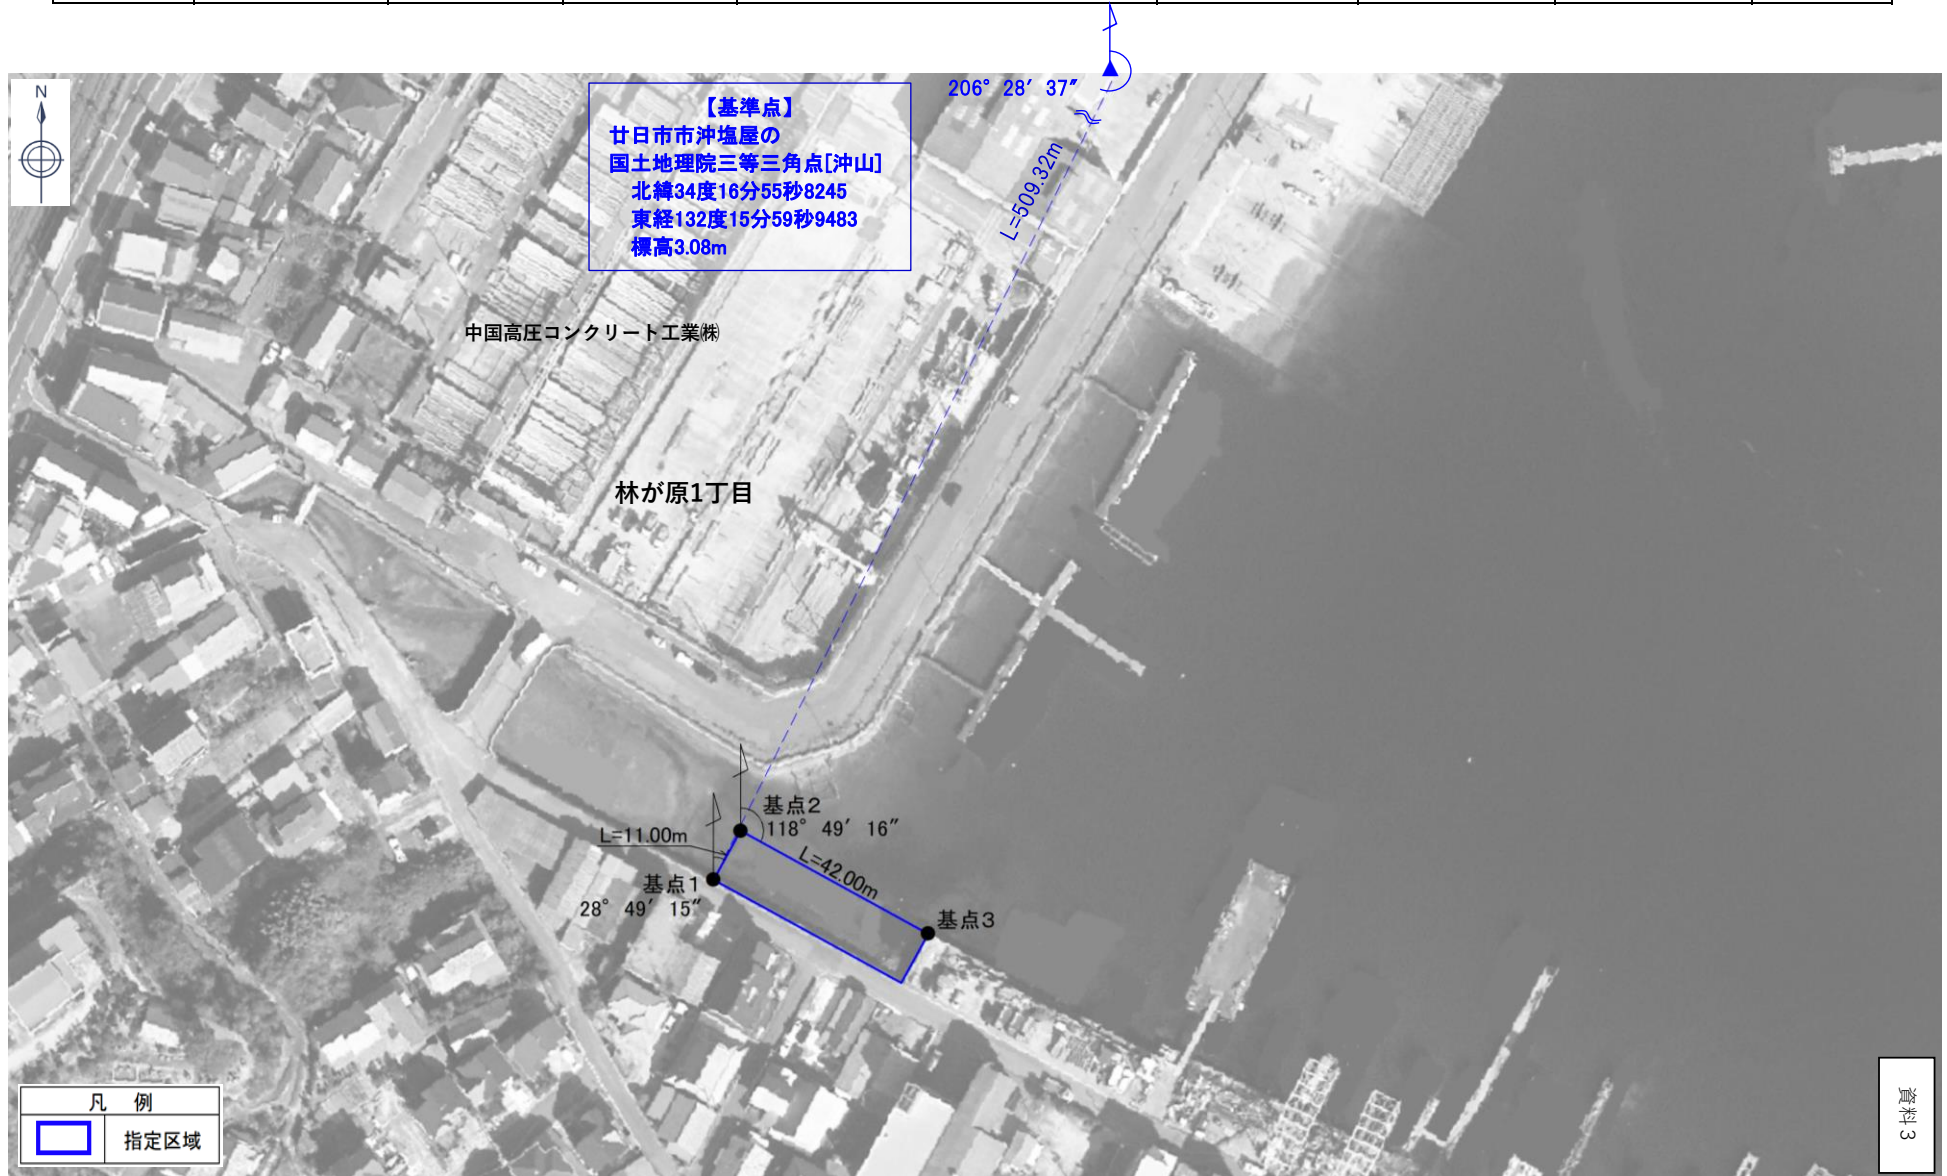 N
206° 28′ 37″
【基準点】
廿日市市沖塩屋の
国土地理院三等三角点[沖山]
北緯34度16分55秒8245
東経132度15分59秒9483
標高3.08m
L=509.32m
中国高圧コンクリート工業㈱
林が原1丁目
基点2
118° 49′ 16″
L=11.00m
L=42.00m
基点1
28° 49′ 15″
基点3
凡 例
指定区域
資料3